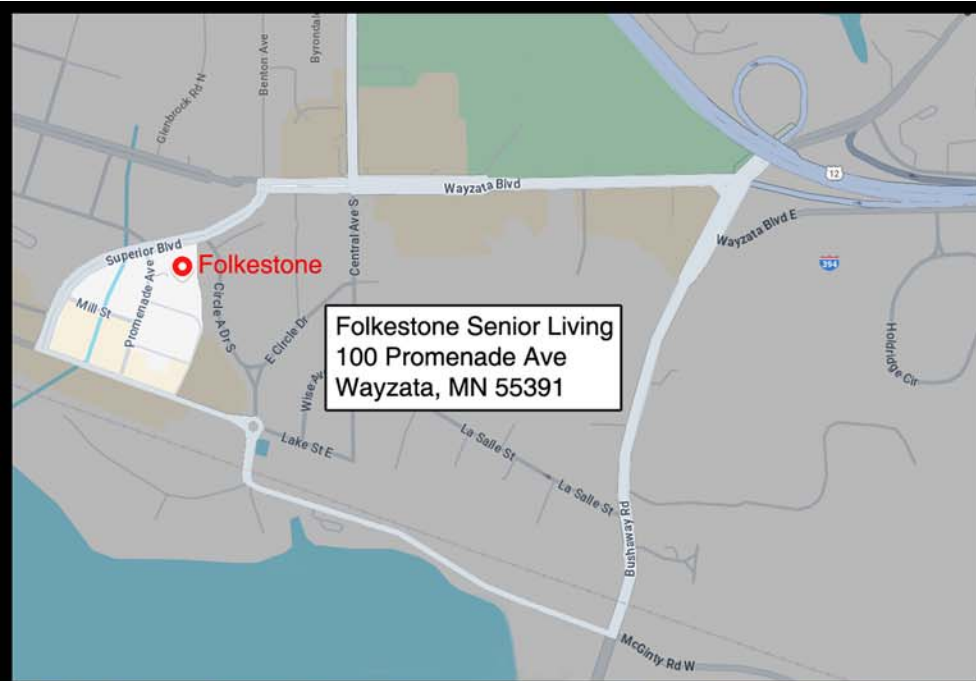 Glenbrook Rd N
Benton Ave
Byrondale
Wayzata Blvd
12
Wayzata Blvd E
394
Superior Blvd
Folkestone
Central Ave S
Mill St
Promenade Ave
Circle A Dr S
E Circle Dr
Folkestone Senior Living
100 Promenade Ave
Wayzata, MN 55391
Holdridge Cir
Lake St E
La Salle St
La Salle St
Bushaway Rd
McGinty Rd W